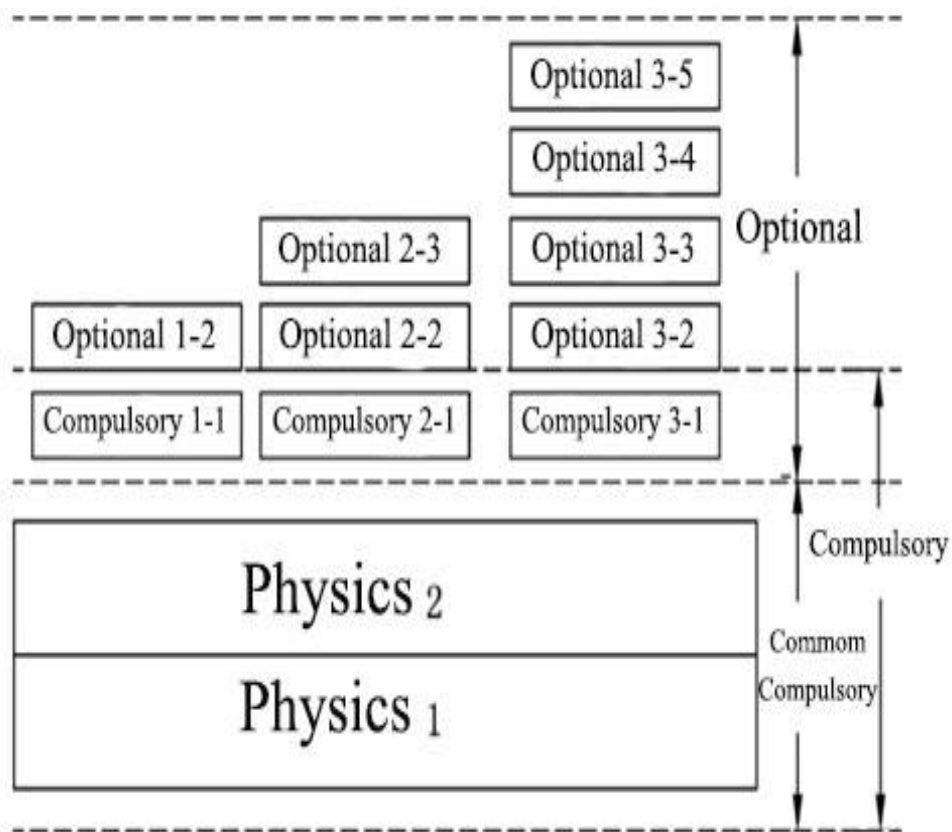 Optional 3-5
Optional 3-4
Optional 2-3
Optional 3-3
Optional
Optional 1-2
Optional 2-2
Optional 3-2
Compulsory 1-1
Compulsory 2-1
Compulsory 3-1
Compulsory
Physics 2
Commom
Compulsory
Physics 1